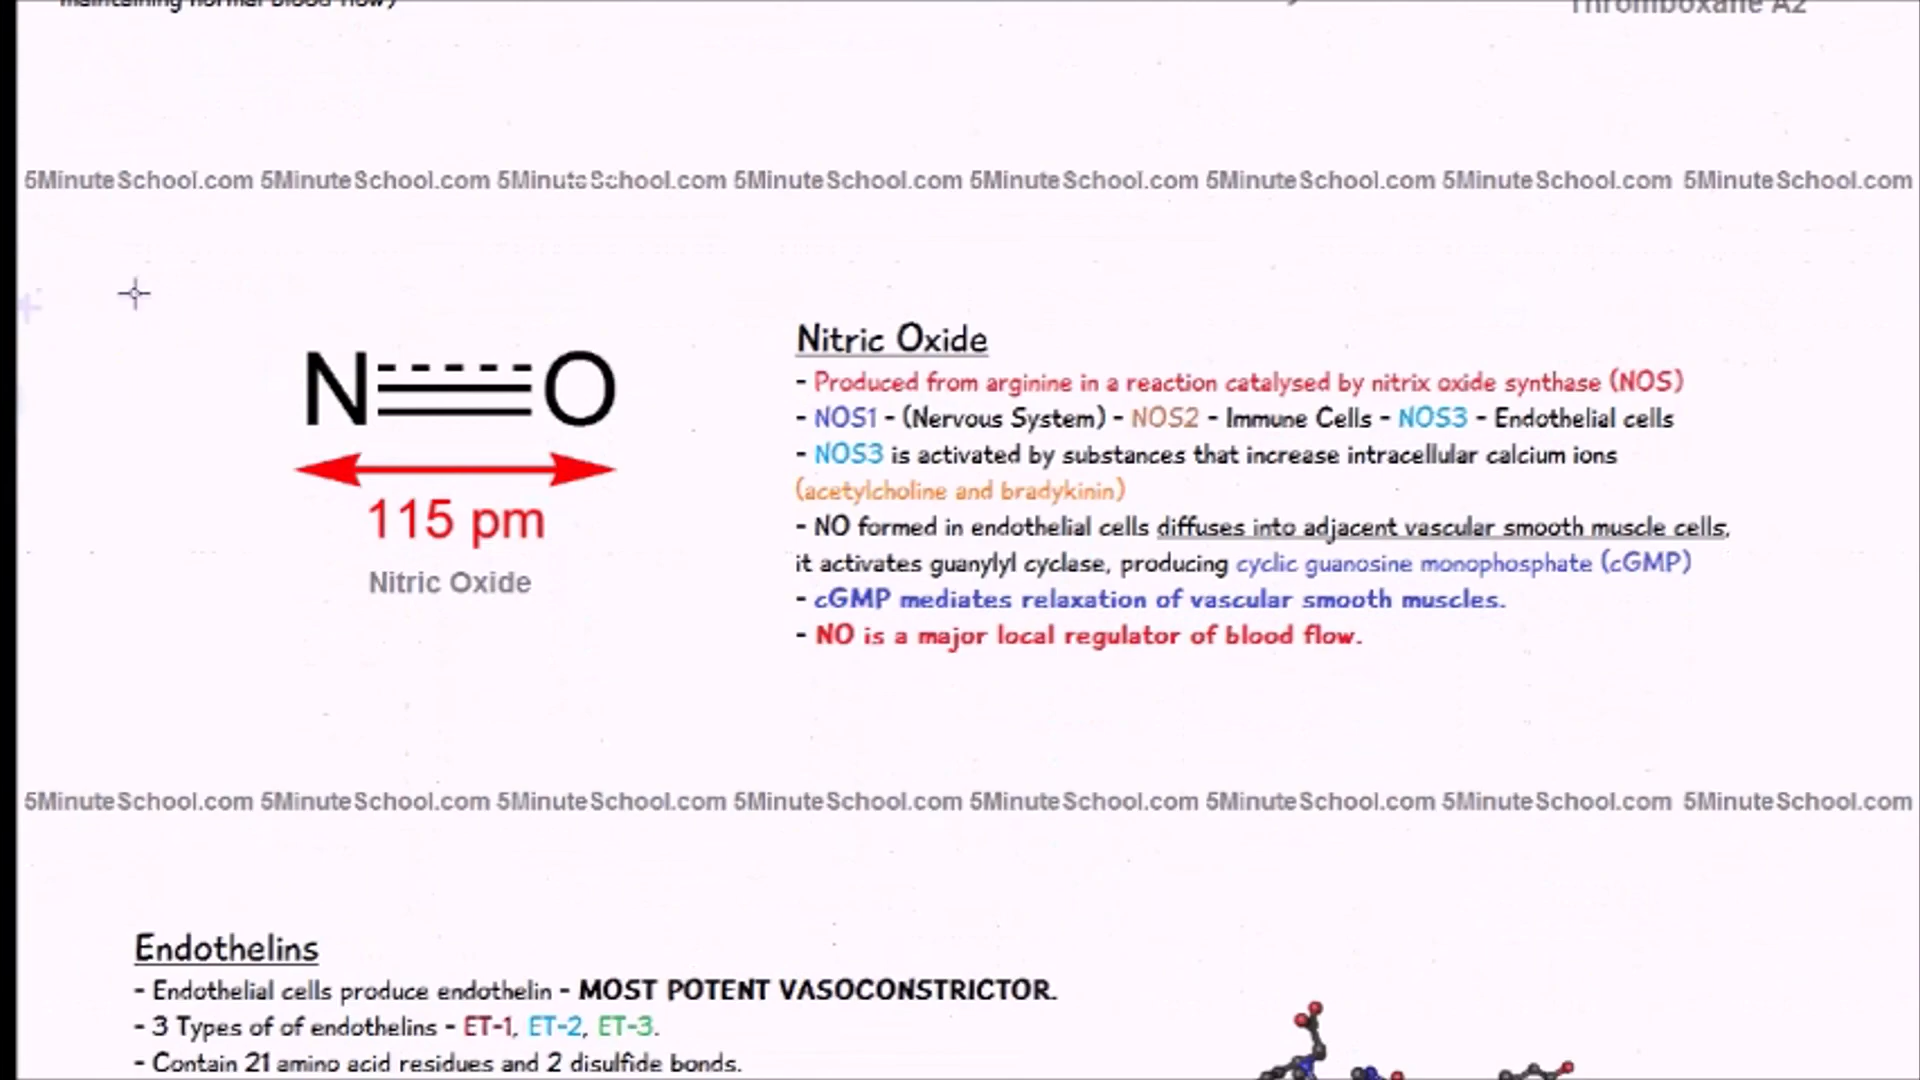 maintaining normal blood flow)
Thromboxane A2
5MinuteSchool.com 5MinuteSchool.com 5MinuteSchool.com 5MinuteSchool.com 5MinuteSchool.com 5MinuteSchool.com 5MinuteSchool.com 5MinuteSchool.com
N O
115 pm
Nitric Oxide
Nitric Oxide
- Produced from arginine in a reaction catalysed by nitrix oxide synthase (NOS)
- NOS1 - (Nervous System) - NOS2 - Immune Cells - NOS3 - Endothelial cells
- NOS3 is activated by substances that increase intracellular calcium ions
(acetylcholine and bradykinin)
- NO formed in endothelial cells diffuses into adjacent vascular smooth muscle cells,
it activates guanylyl cyclase, producing cyclic guanosine monophosphate (cGMP)
- cGMP mediates relaxation of vascular smooth muscles.
- NO is a major local regulator of blood flow.
5MinuteSchool.com 5MinuteSchool.com 5MinuteSchool.com 5MinuteSchool.com 5MinuteSchool.com 5MinuteSchool.com 5MinuteSchool.com 5MinuteSchool.com
Endothelins
- Endothelial cells produce endothelin - MOST POTENT VASOCONSTRICTOR.
- 3 Types of of endothelins - ET-1, ET-2, ET-3.
- Contain 21 amino acid residues and 2 disulfide bonds.